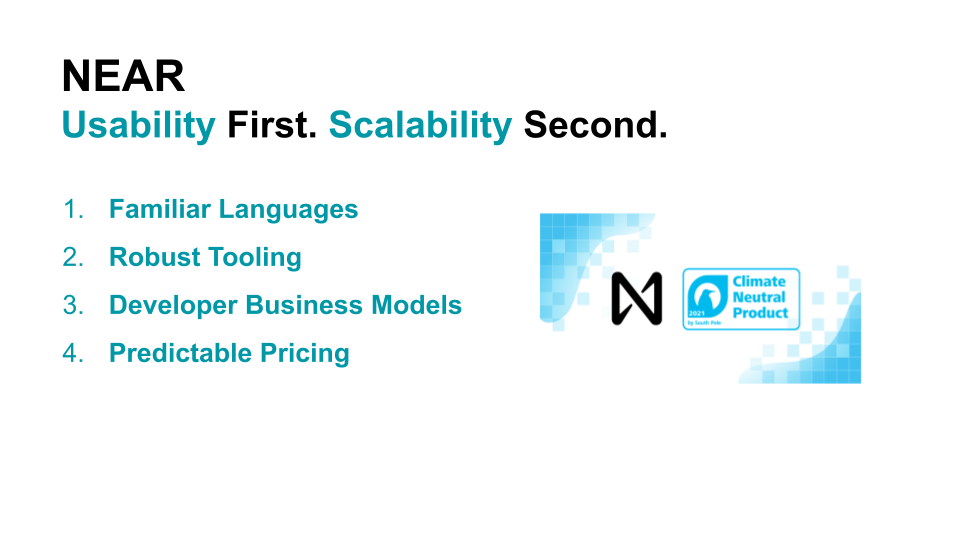 NEAR
Usability First. Scalability Second.
1. Familiar Languages
2. Robust Tooling
3. Developer Business Models
4. Predictable Pricing
Climate
Neutral
Product
2021
by South Pole